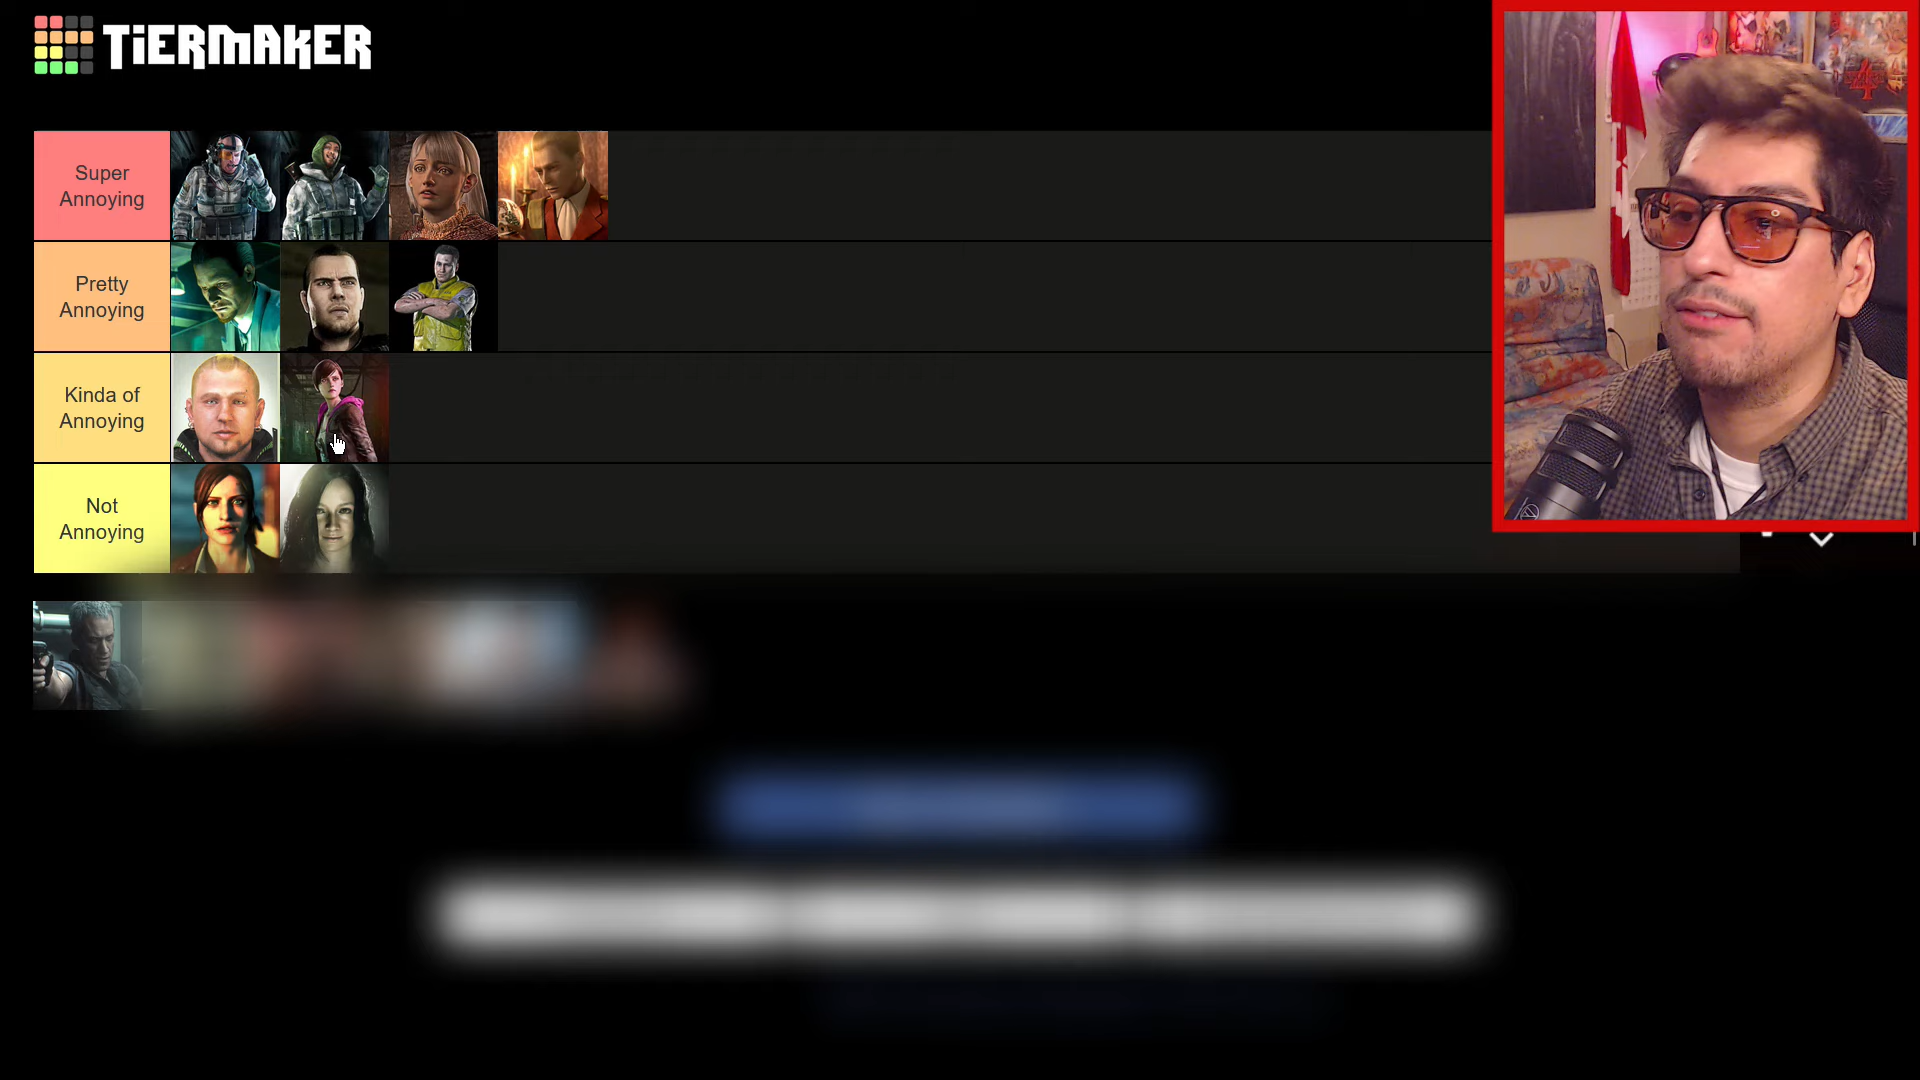 TiERMAKER
Super
Annoying
Pretty
Annoying
Kinda of
Annoying
Not
Annoying